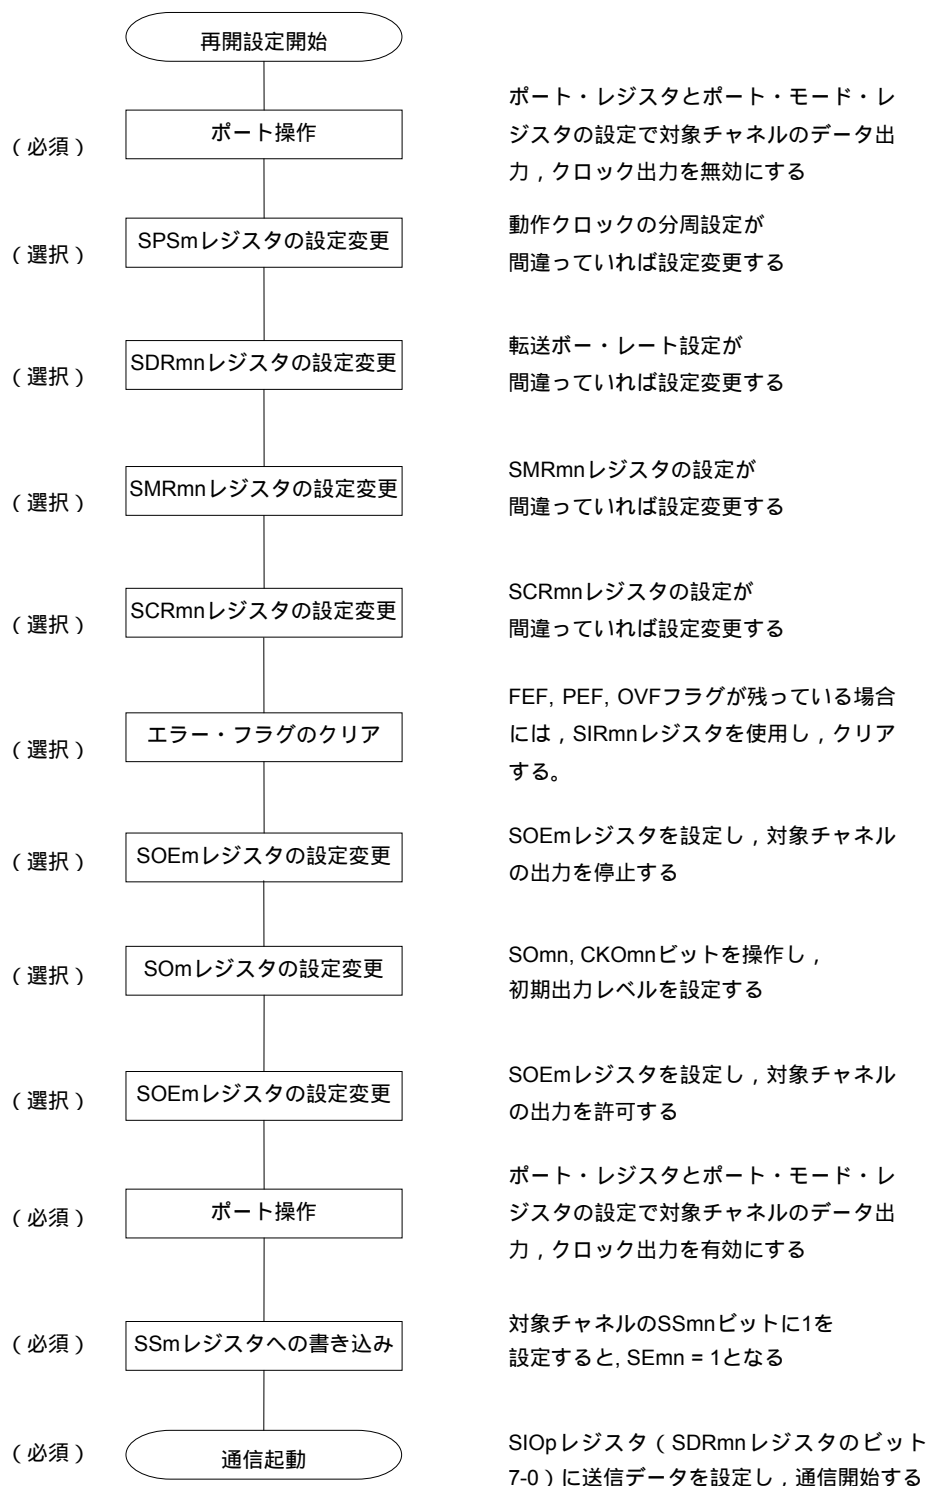 再開設定開始
（必須）
ポート操作
ポート・レジスタとポート・モード・レ
ジスタの設定で対象チャネルのデータ出
力，クロック出力を無効にする
（選択）
SPSmレジスタの設定変更
動作クロックの分周設定が
間違っていれば設定変更する
（選択）
SDRmnレジスタの設定変更
転送ボー・レート設定が
間違っていれば設定変更する
（選択）
SMRmnレジスタの設定変更
SMRmnレジスタの設定が
間違っていれば設定変更する
（選択）
SCRmnレジスタの設定変更
SCRmnレジスタの設定が
間違っていれば設定変更する
（選択）
エラー・フラグのクリア
FEF, PEF, OVFフラグが残っている場合
には，SIRmnレジスタを使用し，クリア
する。
（選択）
SOEmレジスタの設定変更
SOEmレジスタを設定し，対象チャネル
の出力を停止する
（選択）
SOmレジスタの設定変更
SOmn, CKOmnビットを操作し，
初期出力レベルを設定する
（選択）
SOEmレジスタの設定変更
SOEmレジスタを設定し，対象チャネル
の出力を許可する
（必須）
ポート操作
ポート・レジスタとポート・モード・レ
ジスタの設定で対象チャネルのデータ出
力，クロック出力を有効にする
（必須）
SSmレジスタへの書き込み
対象チャネルのSSmnビットに1を
設定すると, SEmn = 1となる
（必須）
通信起動
SIOpレジスタ（SDRmnレジスタのビット
7-0）に送信データを設定し，通信開始する